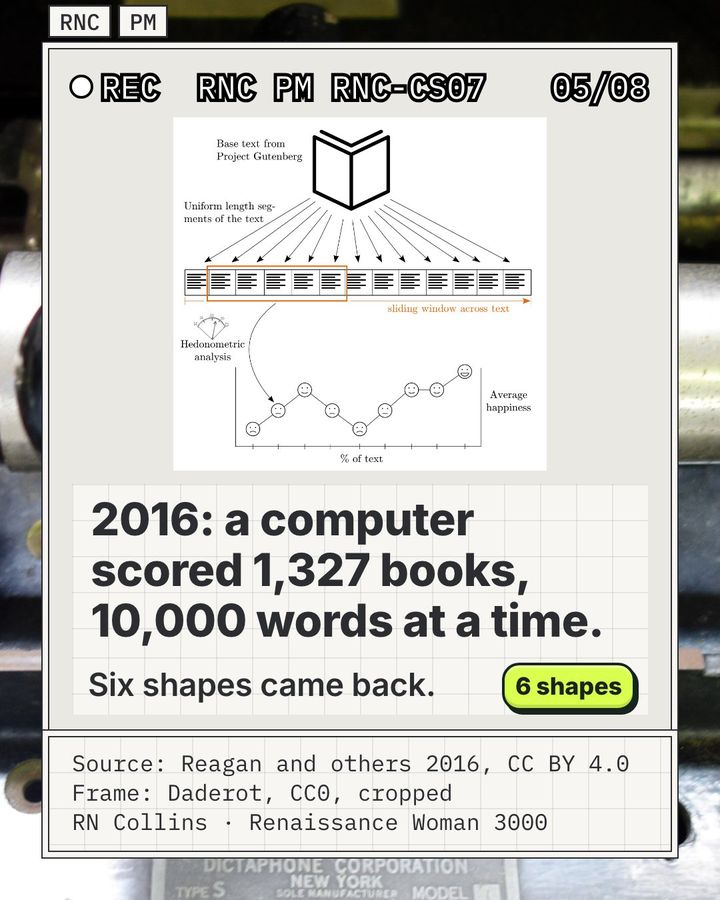 RNC PM
REC RNC PM RNC-CS07 05/08
Base text from
Project Gutenberg
Uniform length seg-
ments of the text
sliding window across text
Hedonometric
analysis
Average
happiness
% of text
2016: a computer
scored 1,327 books,
10,000 words at a time.
Six shapes came back.
6 shapes
Source: Reagan and others 2016, CC BY 4.0
Frame: Daderot, CC0, cropped
RN Collins · Renaissance Woman 3000
DICTAPHONE CORPORATION
NEW YORK
SOLE MANUFACTURER
TYPE S MODEL